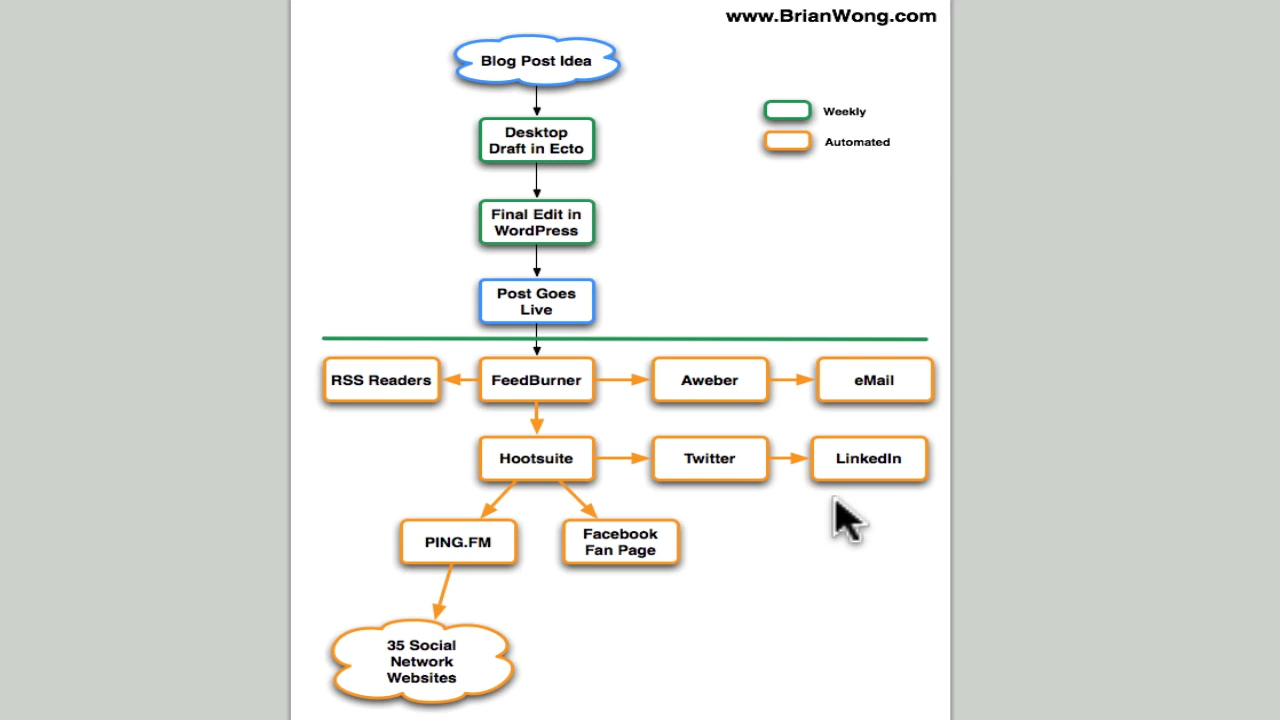 www.BrianWong.com
Blog Post Idea
Weekly
Desktop
Draft in Ecto
Automated
Final Edit in
WordPress
Post Goes
Live
RSS Readers
FeedBurner
Aweber
eMail
Hootsuite
Twitter
LinkedIn
PING.FM
Facebook
Fan Page
35 Social
Network
Websites